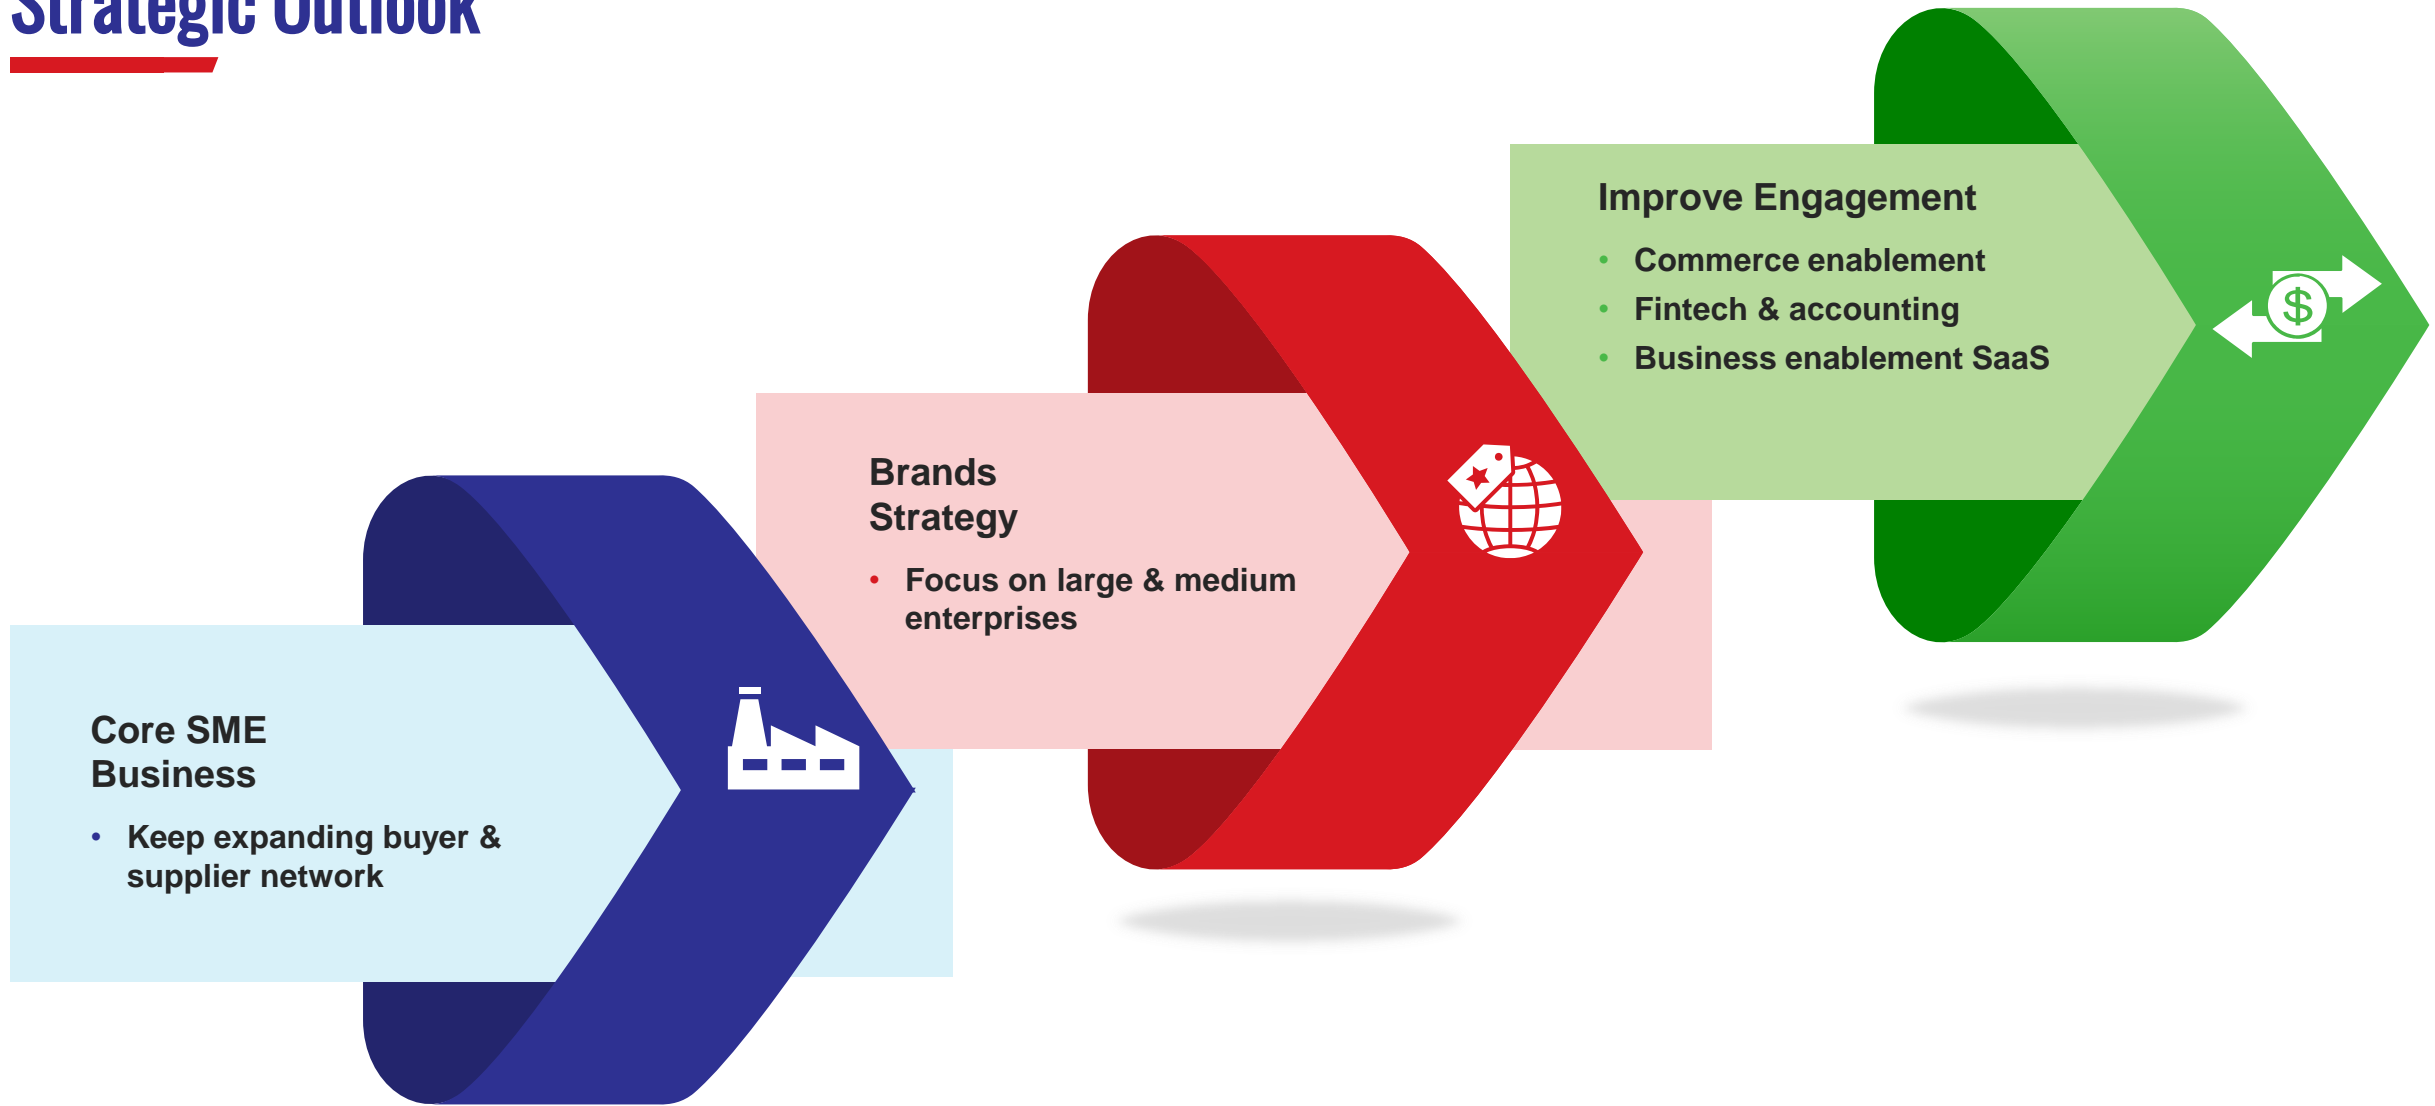 Strategic Outlook
Improve Engagement
• Commerce enablement
• Fintech & accounting
• Business enablement SaaS
Brands
Strategy
• Focus on large & medium
enterprises
Core SME
Business
• Keep expanding buyer &
supplier network
$